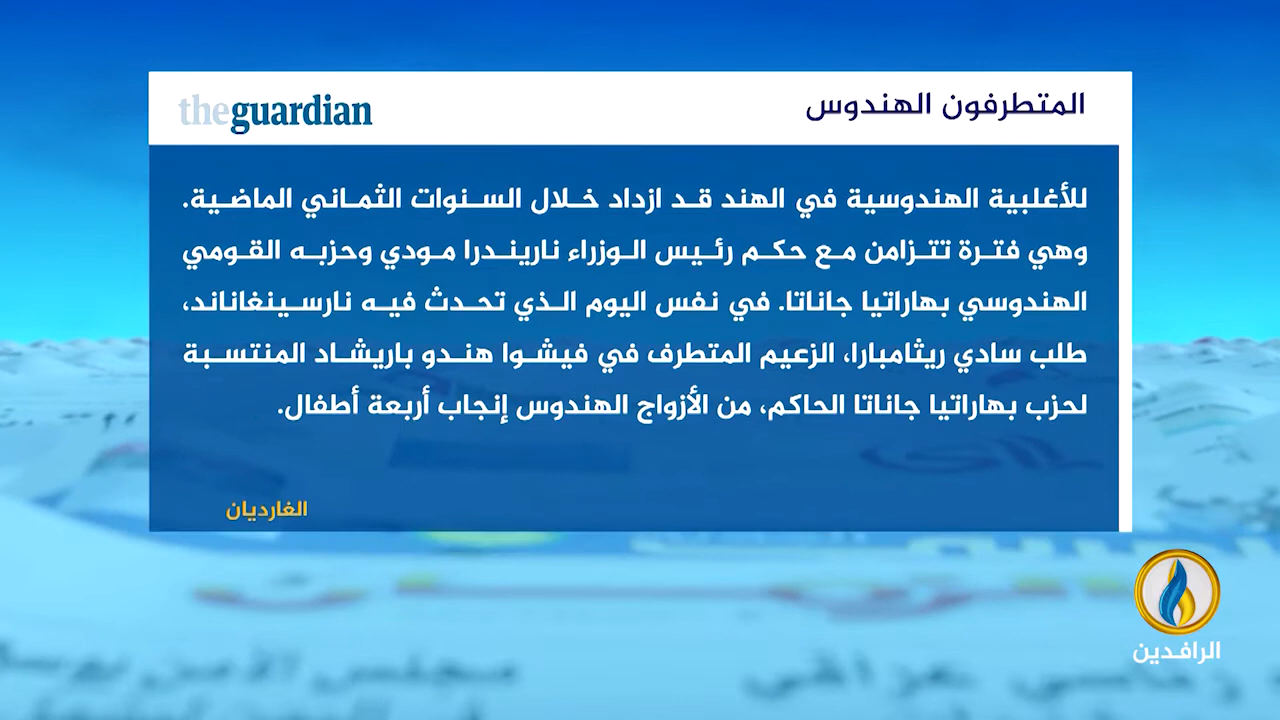 theguardian
المتطرفون الهندوس
للأغلبية الهندوسية في الهند قد ازداد خلال السنوات الثماني الماضية.
وهي فترة تتزامن مع حكم رئيس الوزراء ناريندرا مودي وحزبه القومي
الهندوسي بهاراتيا جاناتا. في نفس اليوم الذي تحدث فيه نارسينغاناند،
طلب سادي ريثامبارا، الزعيم المتطرف في فيشوا هندو باريشاد المنتسبة
لحزب بهاراتيا جاناتا الحاكم، من الأزواج الهندوس إنجاب أربعة أطفال.
الغارديان
الرافدين
مجلس الأمن